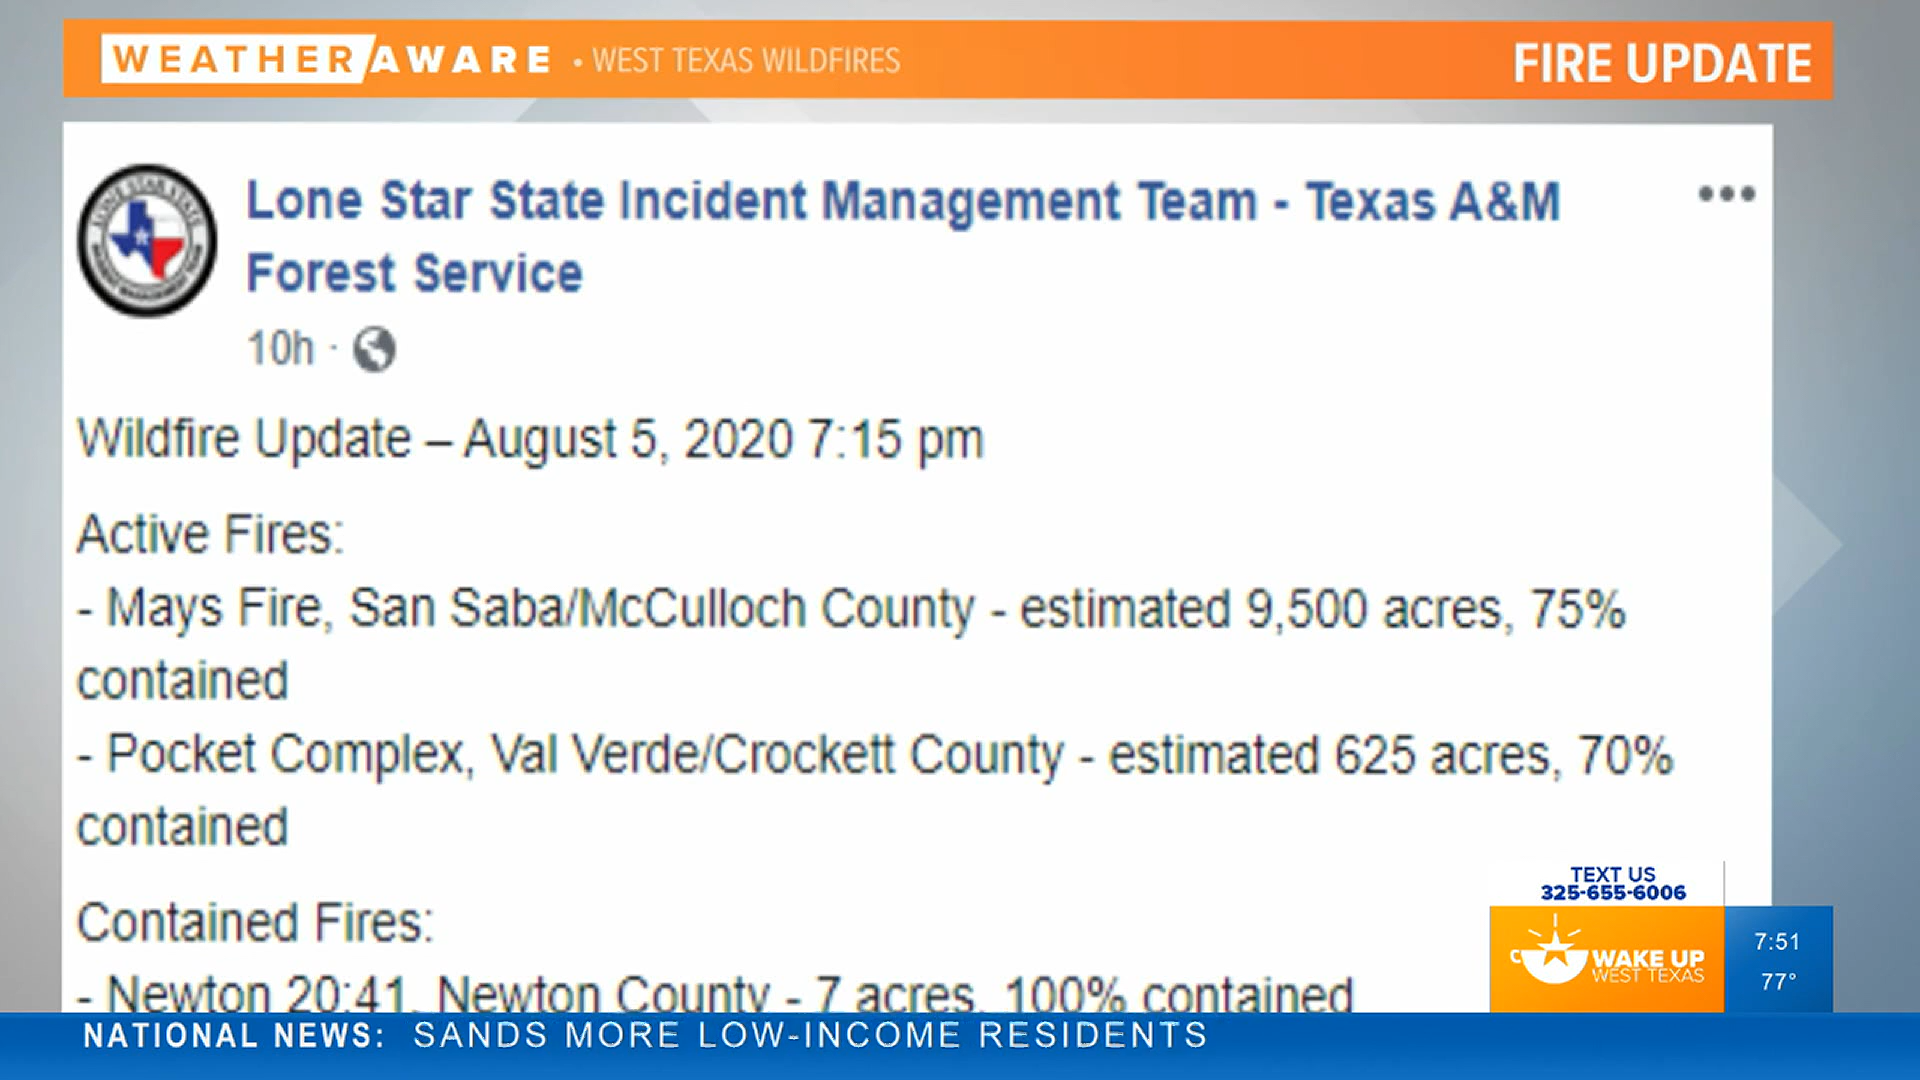 WEATHER AWARE • WEST TEXAS WILDFIRES
FIRE UPDATE
Lone Star State Incident Management Team - Texas A&M
Forest Service
10h ·
Wildfire Update – August 5, 2020 7:15 pm
Active Fires:
- Mays Fire, San Saba/McCulloch County - estimated 9,500 acres, 75%
contained
- Pocket Complex, Val Verde/Crockett County - estimated 625 acres, 70%
contained
Contained Fires:
- Newton 20:41, Newton County - 7 acres, 100% contained
TEXT US
325-655-6006
WAKE UP
WEST TEXAS
7:51
77°
NATIONAL NEWS: SANDS MORE LOW-INCOME RESIDENTS